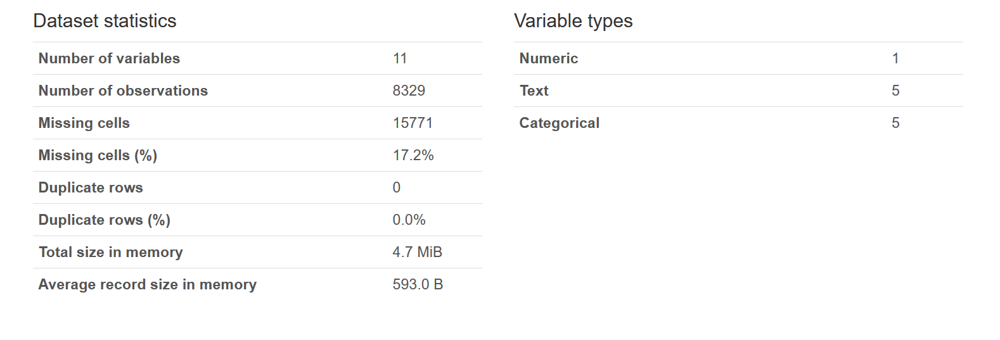 Dataset statistics
Number of variables 11
Number of observations 8329
Missing cells 15771
Missing cells (%) 17.2%
Duplicate rows 0
Duplicate rows (%) 0.0%
Total size in memory 4.7 MiB
Average record size in memory 593.0 B
Variable types
Numeric 1
Text 5
Categorical 5